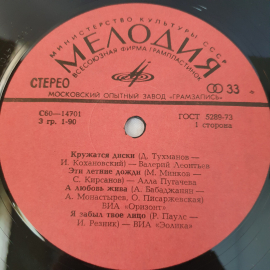 МИНИСТЕРСТВО КУЛЬТУРЫ СССР
МЕЛОДИЯ
ВСЕСОЮЗНАЯ ФИРМА ГРАМПЛАСТИНОК
СТЕРЕО
33
МОСКОВСКИЙ ОПЫТНЫЙ ЗАВОД «ГРАМЗАПИСЬ»
С60—14701
3 гр. 1-90
ГОСТ 5289-73
1 сторона
Кружатся диски (Д. Тухманов —
И. Кохановский) — Валерий Леонтьев
Эти летние дожди (М. Минков —
С. Кирсанов) — Алла Пугачева
А любовь жива (А. Бабаджанян —
А. Монастырев, О. Писаржевская)
ВИА «Оризонт»
Я забыл твое лицо (Р. Паулс —
И. Резник) — ВИА «Эолика»